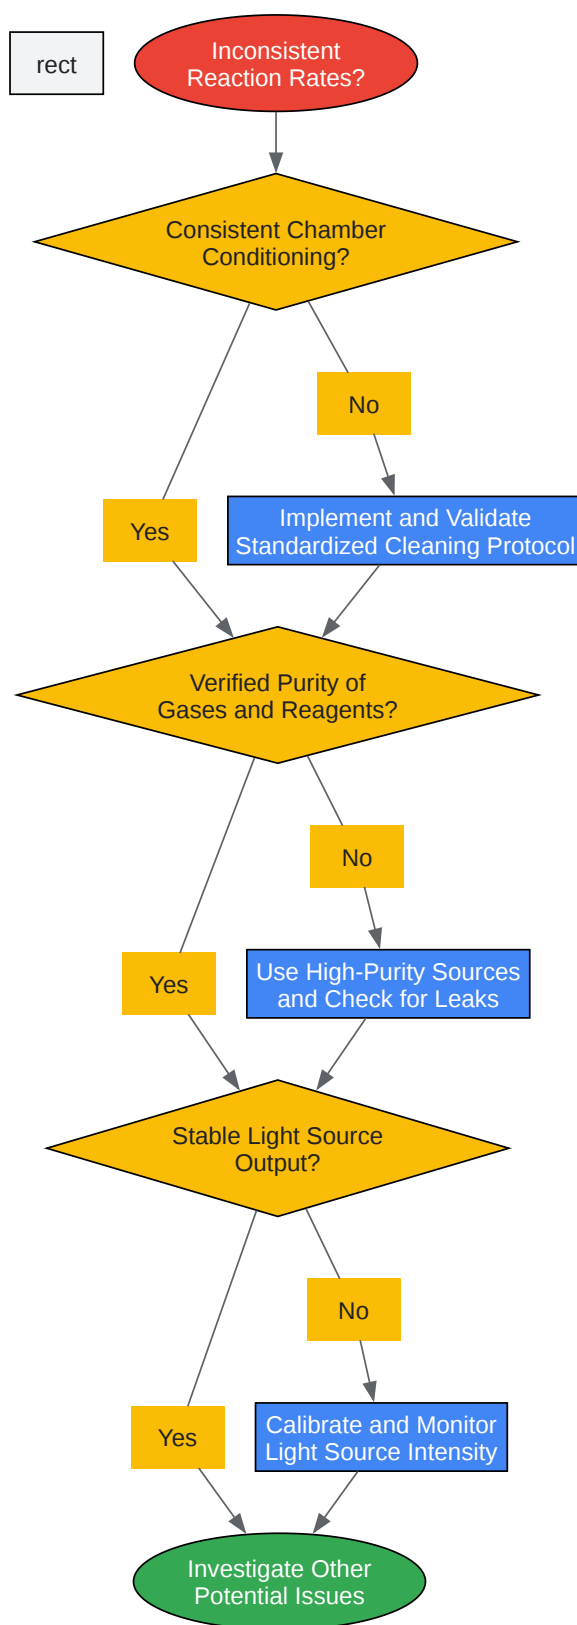 rect
Inconsistent
Reaction Rates?
Consistent Chamber
Conditioning?
No
Yes
Implement and Validate
Standardized Cleaning Protocol
Verified Purity of
Gases and Reagents?
No
Yes
Use High-Purity Sources
and Check for Leaks
Stable Light Source
Output?
No
Yes
Calibrate and Monitor
Light Source Intensity
Investigate Other
Potential Issues